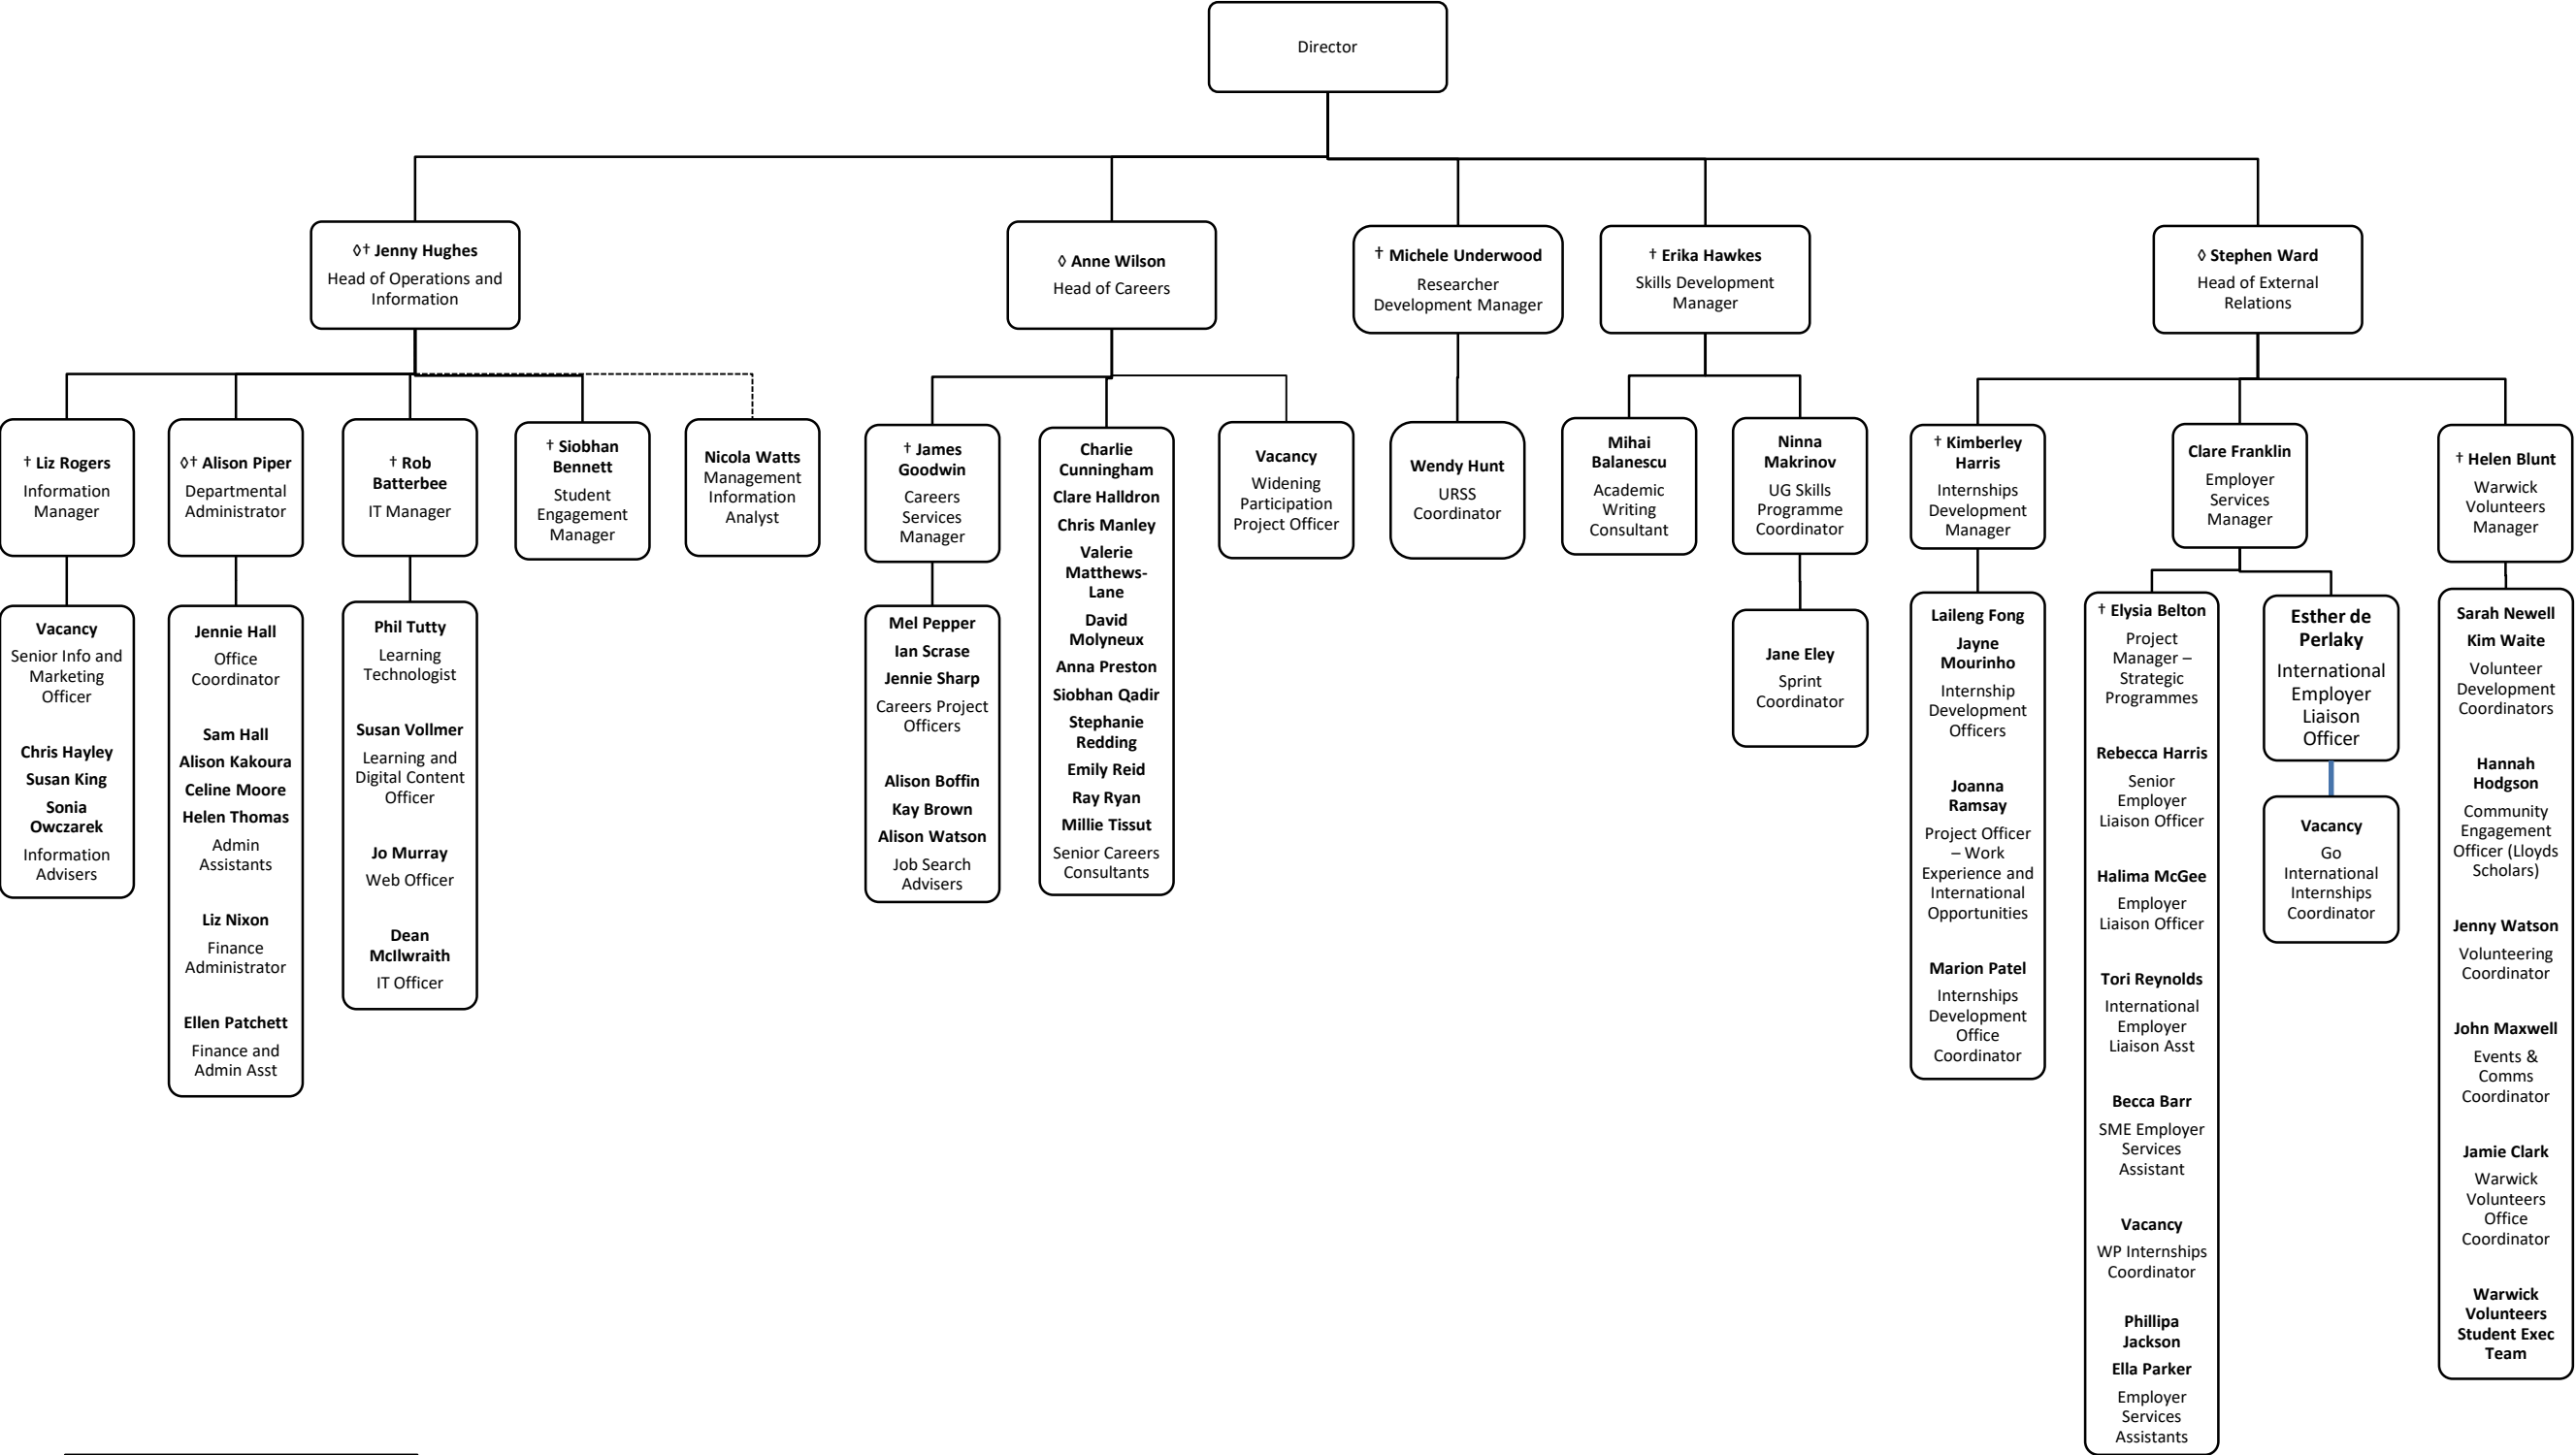 Director
◊† Jenny Hughes
Head of Operations and
Information
◊ Anne Wilson
Head of Careers
† Michele Underwood
Researcher
Development Manager
† Erika Hawkes
Skills Development
Manager
◊ Stephen Ward
Head of External
Relations
† Liz Rogers
Information
Manager
◊† Alison Piper
Departmental
Administrator
† Rob
Batterbee
IT Manager
† Siobhan
Bennett
Student
Engagement
Manager
Nicola Watts
Management
Information
Analyst
† James
Goodwin
Careers
Services
Manager
Charlie
Cunningham
Clare Halldron
Chris Manley
Valerie
Matthews-
Lane
David
Molyneux
Anna Preston
Siobhan Qadir
Stephanie
Redding
Emily Reid
Ray Ryan
Millie Tissut
Senior Careers
Consultants
Vacancy
Widening
Participation
Project Officer
Wendy Hunt
URSS
Coordinator
Mihai
Balanescu
Academic
Writing
Consultant
Ninna
Makrinov
UG Skills
Programme
Coordinator
† Kimberley
Harris
Internships
Development
Manager
Clare Franklin
Employer
Services
Manager
† Helen Blunt
Warwick
Volunteers
Manager
Vacancy
Senior Info and
Marketing
Officer
Chris Hayley
Susan King
Sonia
Owczarek
Information
Advisers
Jennie Hall
Office
Coordinator
Sam Hall
Alison Kakoura
Celine Moore
Helen Thomas
Admin
Assistants
Liz Nixon
Finance
Administrator
Ellen Patchett
Finance and
Admin Asst
Phil Tutty
Learning
Technologist
Susan Vollmer
Learning and
Digital Content
Officer
Jo Murray
Web Officer
Dean
McIlwraith
IT Officer
Mel Pepper
Ian Scrase
Jennie Sharp
Careers Project
Officers
Alison Boffin
Kay Brown
Alison Watson
Job Search
Advisers
Jane Eley
Sprint
Coordinator
Laileng Fong
Jayne
Mourinho
Internship
Development
Officers
Joanna
Ramsay
Project Officer
– Work
Experience and
International
Opportunities
Marion Patel
Internships
Development
Office
Coordinator
† Elysia Belton
Project
Manager –
Strategic
Programmes
Rebecca Harris
Senior
Employer
Liaison Officer
Halima McGee
Employer
Liaison Officer
Tori Reynolds
International
Employer
Liaison Asst
Becca Barr
SME Employer
Services
Assistant
Vacancy
WP Internships
Coordinator
Phillipa
Jackson
Ella Parker
Employer
Services
Assistants
Esther de
Perlaky
International
Employer
Liaison
Officer
Vacancy
Go
International
Internships
Coordinator
Sarah Newell
Kim Waite
Volunteer
Development
Coordinators
Hannah
Hodgson
Community
Engagement
Officer (Lloyds
Scholars)
Jenny Watson
Volunteering
Coordinator
John Maxwell
Events &
Comms
Coordinator
Jamie Clark
Warwick
Volunteers
Office
Coordinator
Warwick
Volunteers
Student Exec
Team